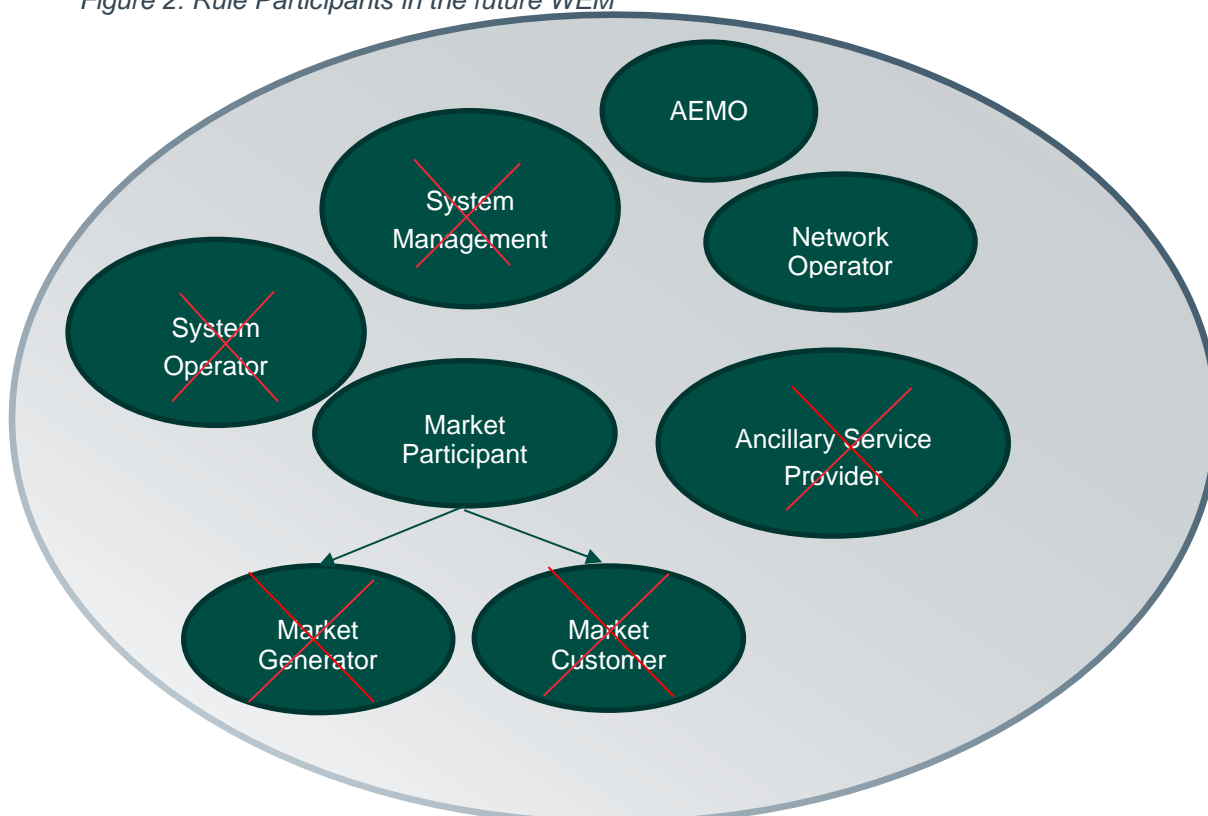 Figure 2: Rule Participants in the future WEM
AEMO
System
Management
Network
Operator
System
Operator
Market
Participant
Ancillary Service
Provider
Market
Generator
Market
Customer